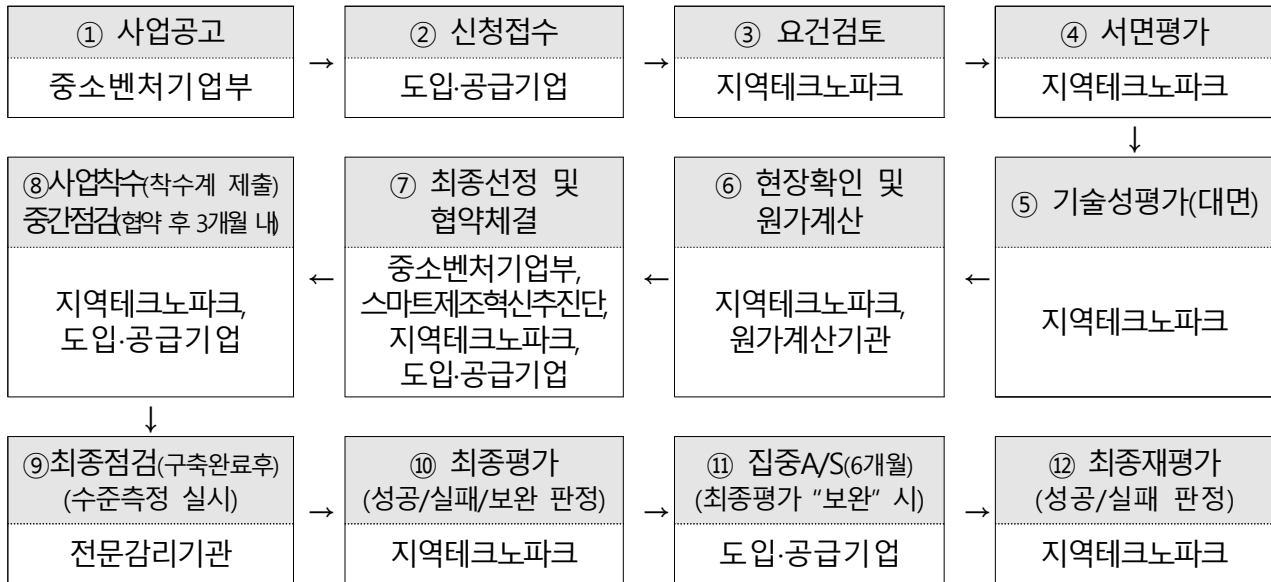 ① 사업공고
중소벤처기업부
→
② 신청접수
도입·공급기업
→
③ 요건검토
지역테크노파크
→
④ 서면평가
지역테크노파크
↓
⑤ 기술성평가(대면)
지역테크노파크
←
⑥ 현장확인 및
원가계산
지역테크노파크,
원가계산기관
←
⑦ 최종선정 및
협약체결
중소벤처기업부,
스마트제조혁신추진단,
지역테크노파크,
도입·공급기업
←
⑧사업착수(착수계 제출)
중간점검(협약 후 3개월 내)
지역테크노파크,
도입·공급기업
↓
⑨최종점검(구축완료후)
(수준측정 실시)
전문감리기관
→
⑩ 최종평가
(성공/실패/보완 판정)
지역테크노파크
→
⑪ 집중A/S(6개월)
(최종평가 “보완” 시)
도입·공급기업
→
⑫ 최종재평가
(성공/실패 판정)
지역테크노파크